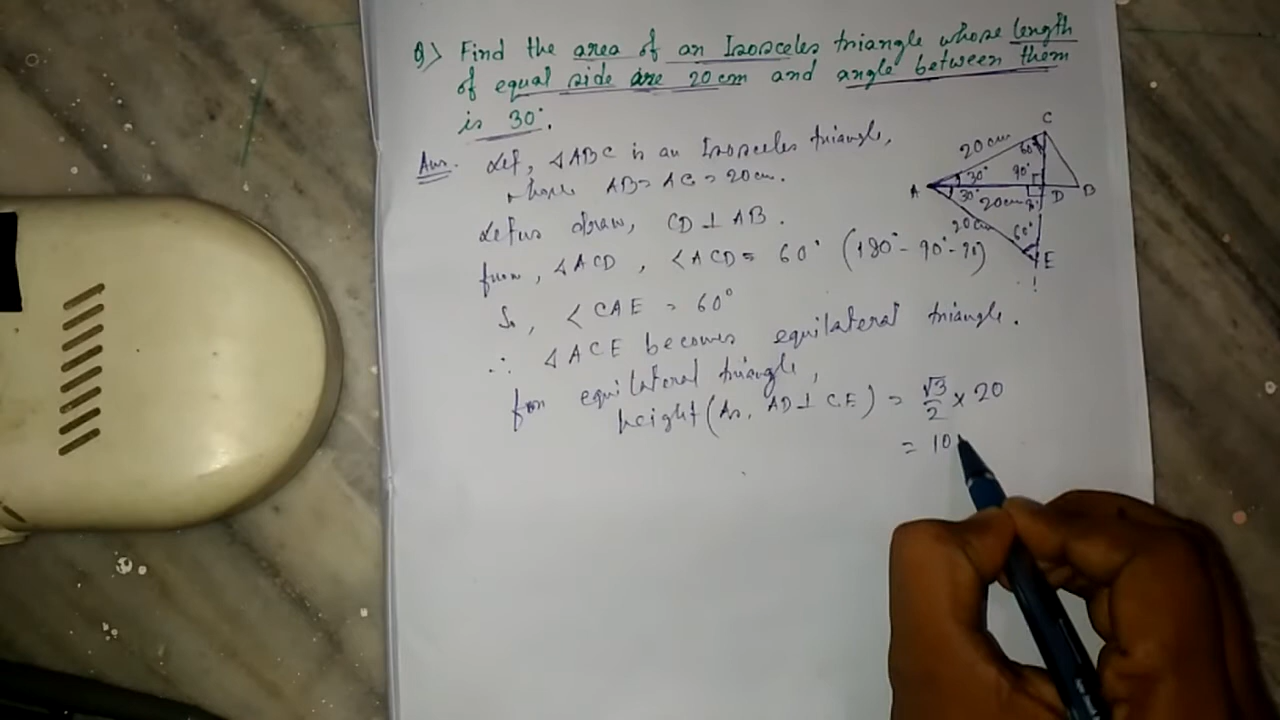 Q> Find the area of an Isosceles triangle whose length
of equal side are 20 cm and angle between them
is 30°.
Ans. Let, ∆ABC is an Isosceles triangle,
where AB = AC = 20 cm.
Let us draw, CD ⊥ AB.
from, ∆ACD, ∠ACD = 60° (180° - 90° - 
So, ∠CAE = 60°
∴ ∆ACE becomes equilateral triangle.
for equilateral triangle,
height (As, AD ⊥ CE) = √3/2 × 20
= 10
C
20 cm
60°
30°
90°
A
D
B
30°
20 cm
20 cm
60°
E